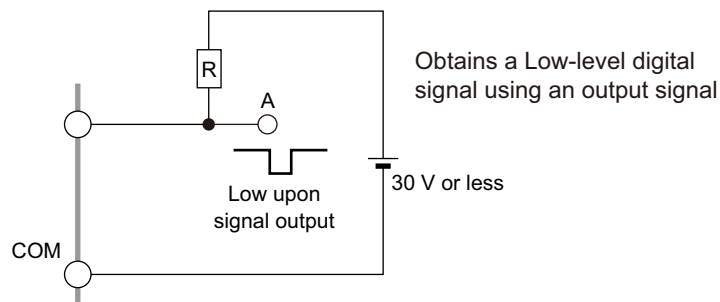 R
A
Obtains a Low-level digital
signal using an output signal
30 V or less
Low upon
signal output
COM